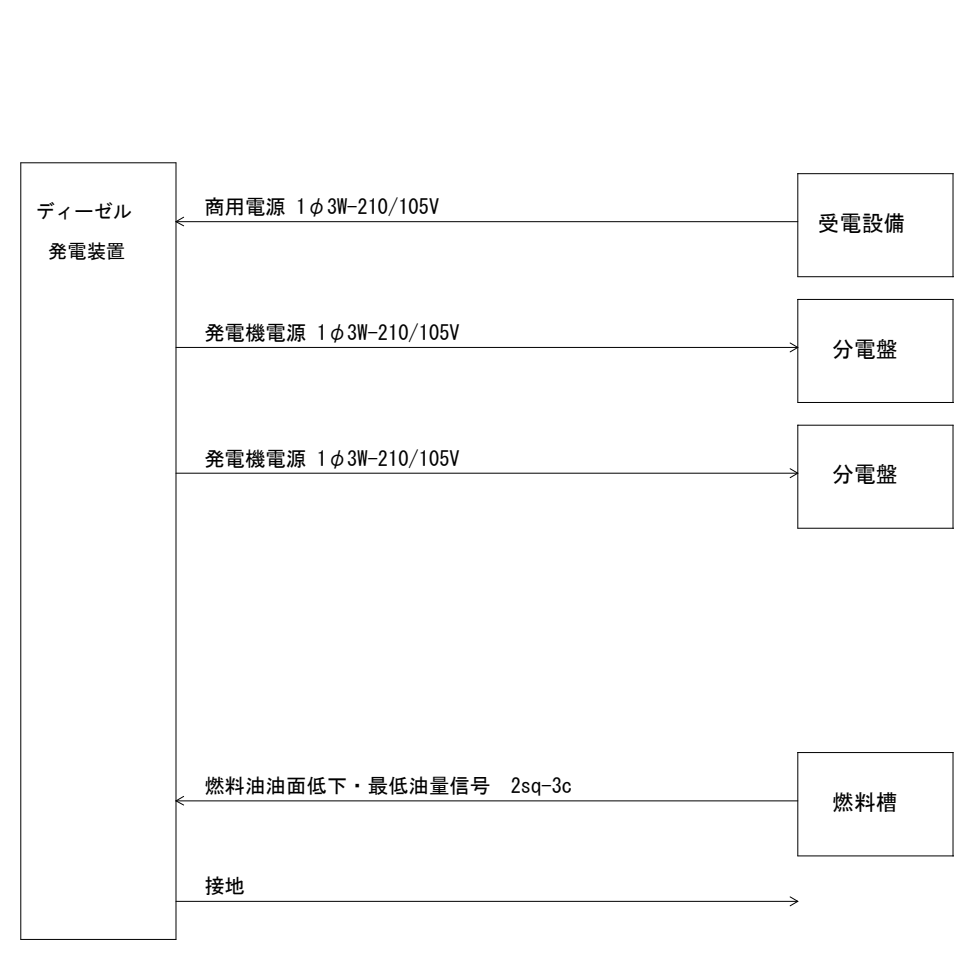 ディーゼル
発電装置
商用電源 1φ3W-210/105V
受電設備
発電機電源 1φ3W-210/105V
分電盤
発電機電源 1φ3W-210/105V
分電盤
燃料油油面低下・最低油量信号　2sq-3c
燃料槽
接地